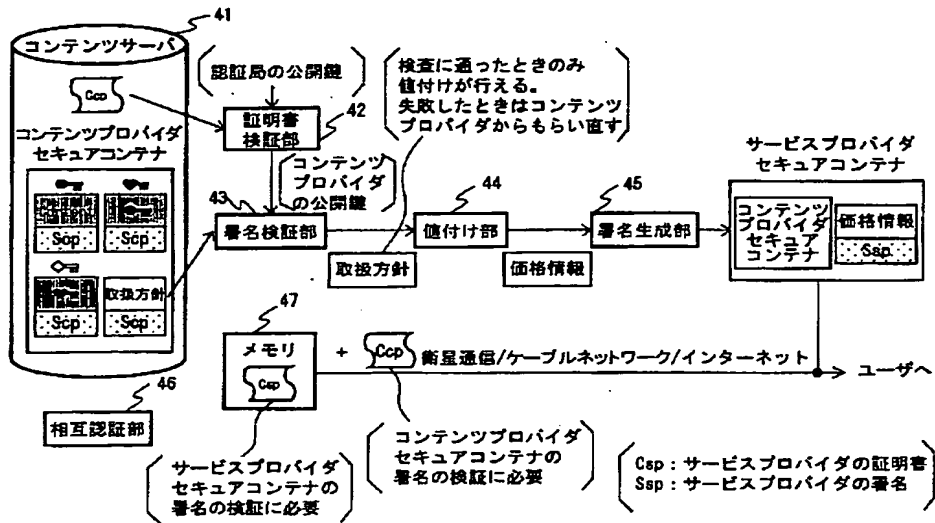 41
コンテンツサーバ
Ccp
コンテンツプロバイダ
セキュアコンテナ
Scp
Scp
取扱方針
Scp
Scp
46
相互認証部
認証局の公開鍵
42
証明書
検証部
コンテンツ
プロバイダ
の公開鍵
検査に通ったときのみ
値付けが行える。
失敗したときはコンテンツ
プロバイダからもらい直す
43
署名検証部
取扱方針
44
値付け部
価格情報
45
署名生成部
サービスプロバイダ
セキュアコンテナ
コンテンツ
プロバイダ
セキュア
コンテナ
価格情報
Ssp
47
メモリ
Csp
+
Ccp
衛星通信/ケーブルネットワーク/インターネット
ユーザへ
サービスプロバイダ
セキュアコンテナの
署名の検証に必要
コンテンツプロバイダ
セキュアコンテナの
署名の検証に必要
Csp：サービスプロバイダの証明書
Ssp：サービスプロバイダの署名